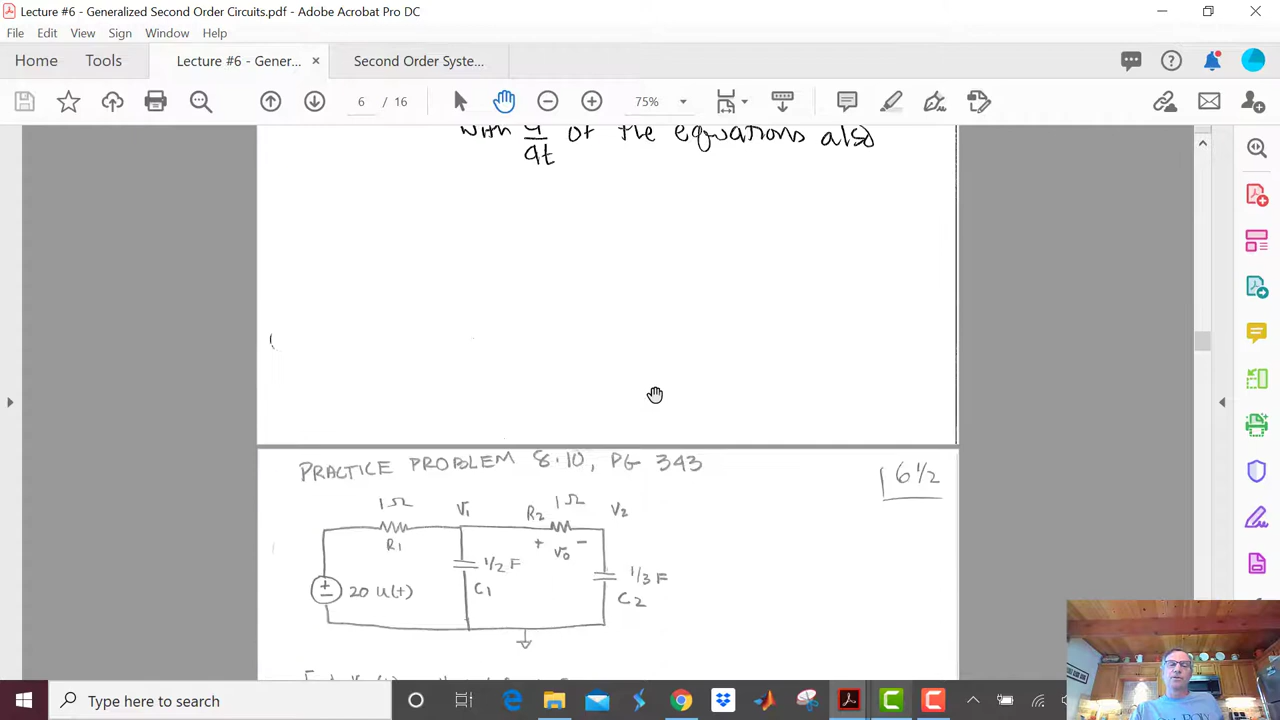 Lecture #6 - Generalized Second Order Circuits.pdf - Adobe Acrobat Pro DC
File Edit View Sign Window Help
Home Tools Lecture #6 - Gener... × Second Order Syste...
6 / 16 75%
with d/dt of the equations also
PRACTICE PROBLEM 8.10, PG 343
6 1/2
1Ω V1 R2 1Ω V2
R1 + v0 −
+ − 20 u(t) 1/2 F C1 1/3 F C2
Type here to search